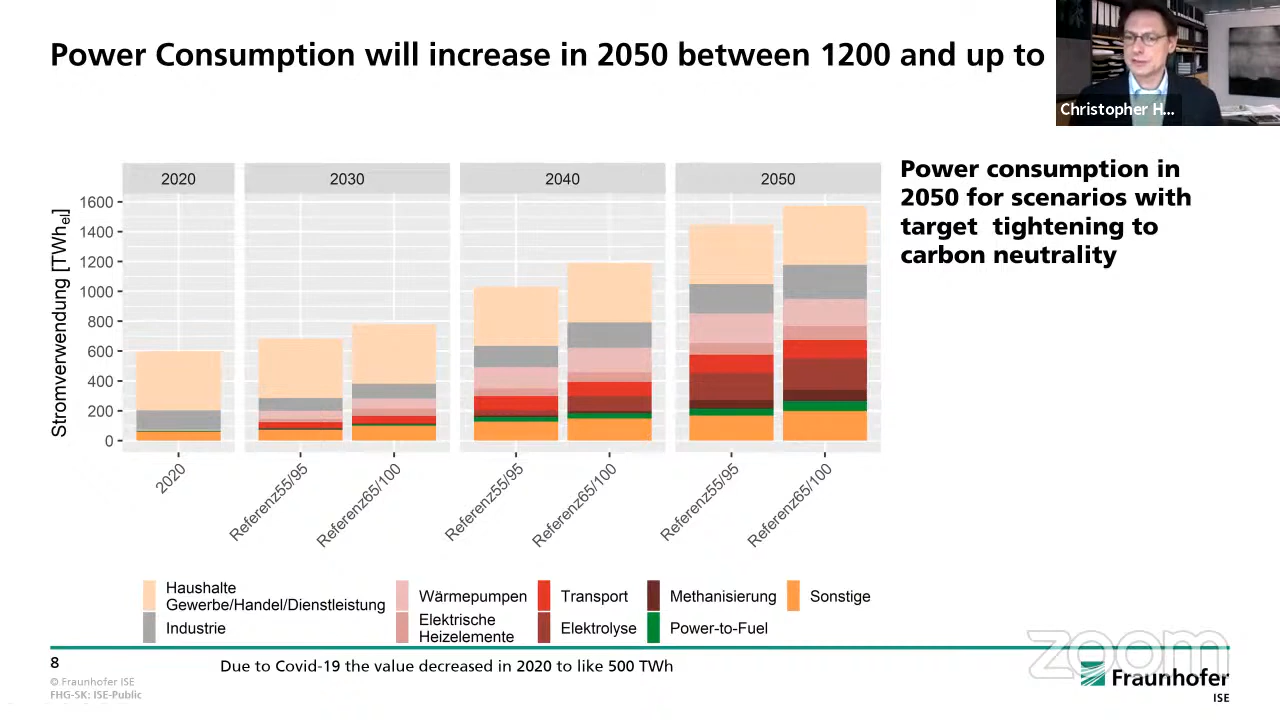 Power Consumption will increase in 2050 between 1200 and up to
Christopher H...
Power consumption in
2050 for scenarios with
target tightening to
carbon neutrality
2020
2030
2040
2050
Stromverwendung [TWhel]
1600
1400
1200
1000
800
600
400
200
0
2020
Referenz55/95
Referenz65/100
Referenz55/95
Referenz65/100
Referenz55/95
Referenz65/100
Haushalte
Gewerbe/Handel/Dienstleistung
Industrie
Wärmepumpen
Elektrische
Heizelemente
Transport
Elektrolyse
Methanisierung
Power-to-Fuel
Sonstige
8
Due to Covid-19 the value decreased in 2020 to like 500 TWh
© Fraunhofer ISE
FHG-SK: ISE-Public
zoom
Fraunhofer
ISE